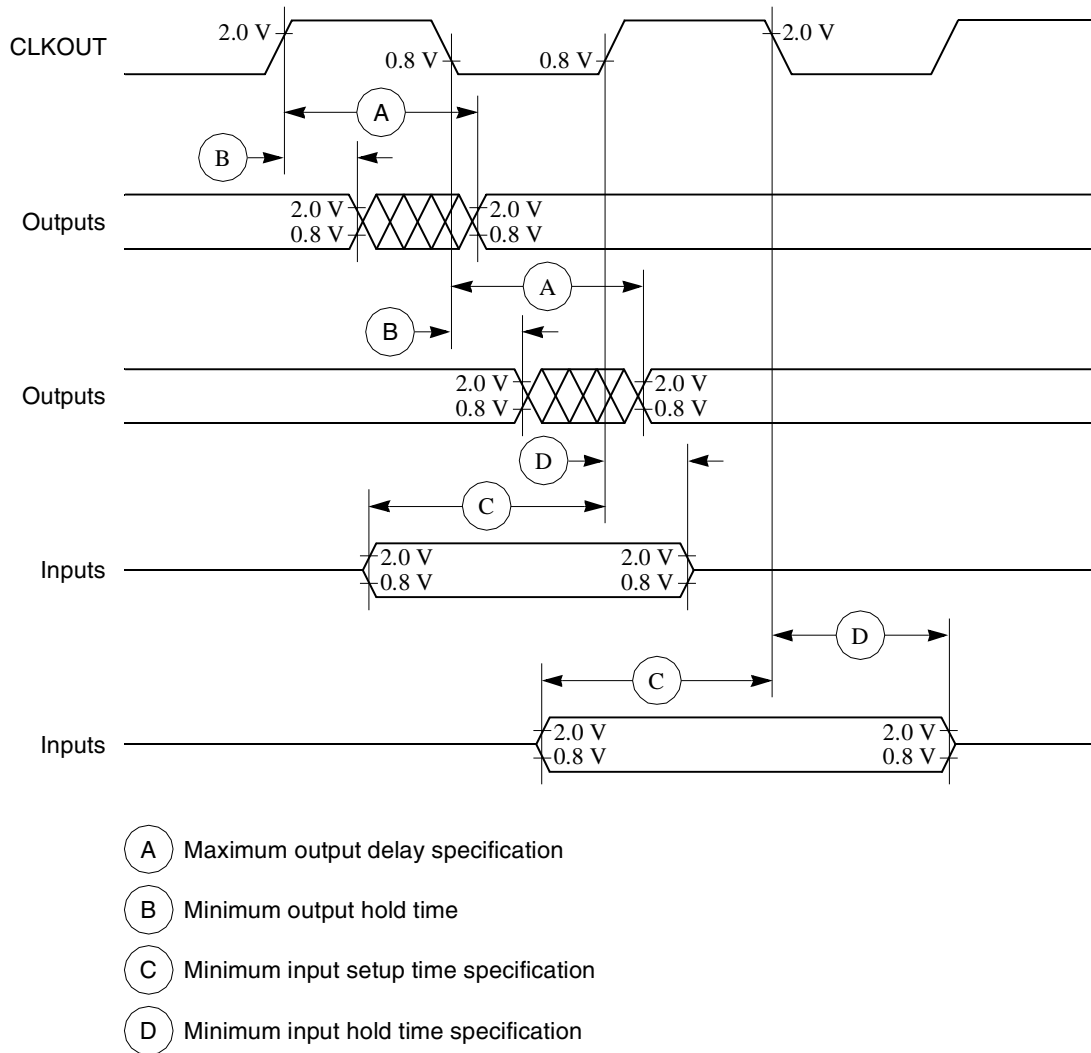 CLKOUT
2.0 V
0.8 V
0.8 V
2.0 V
A
B
Outputs
2.0 V
0.8 V
2.0 V
0.8 V
A
B
Outputs
2.0 V
0.8 V
2.0 V
0.8 V
D
C
Inputs
2.0 V
0.8 V
2.0 V
0.8 V
D
C
Inputs
2.0 V
0.8 V
2.0 V
0.8 V
A Maximum output delay specification
B Minimum output hold time
C Minimum input setup time specification
D Minimum input hold time specification